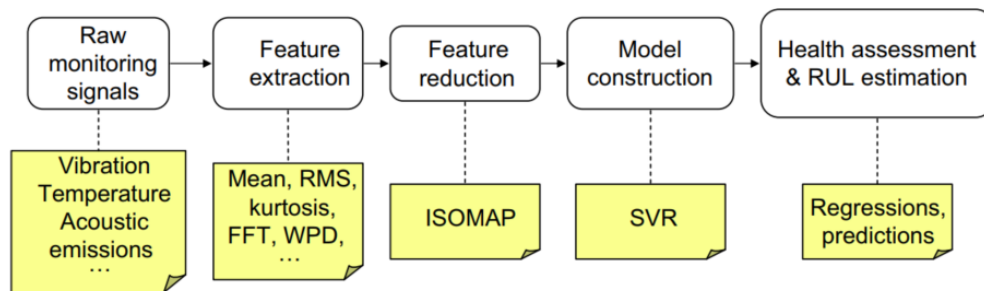 Raw
monitoring
signals
Feature
extraction
Feature
reduction
Model
construction
Health assessment
& RUL estimation
Vibration
Temperature
Acoustic
emissions
…
Mean, RMS,
kurtosis,
FFT, WPD,
…
ISOMAP
SVR
Regressions,
predictions